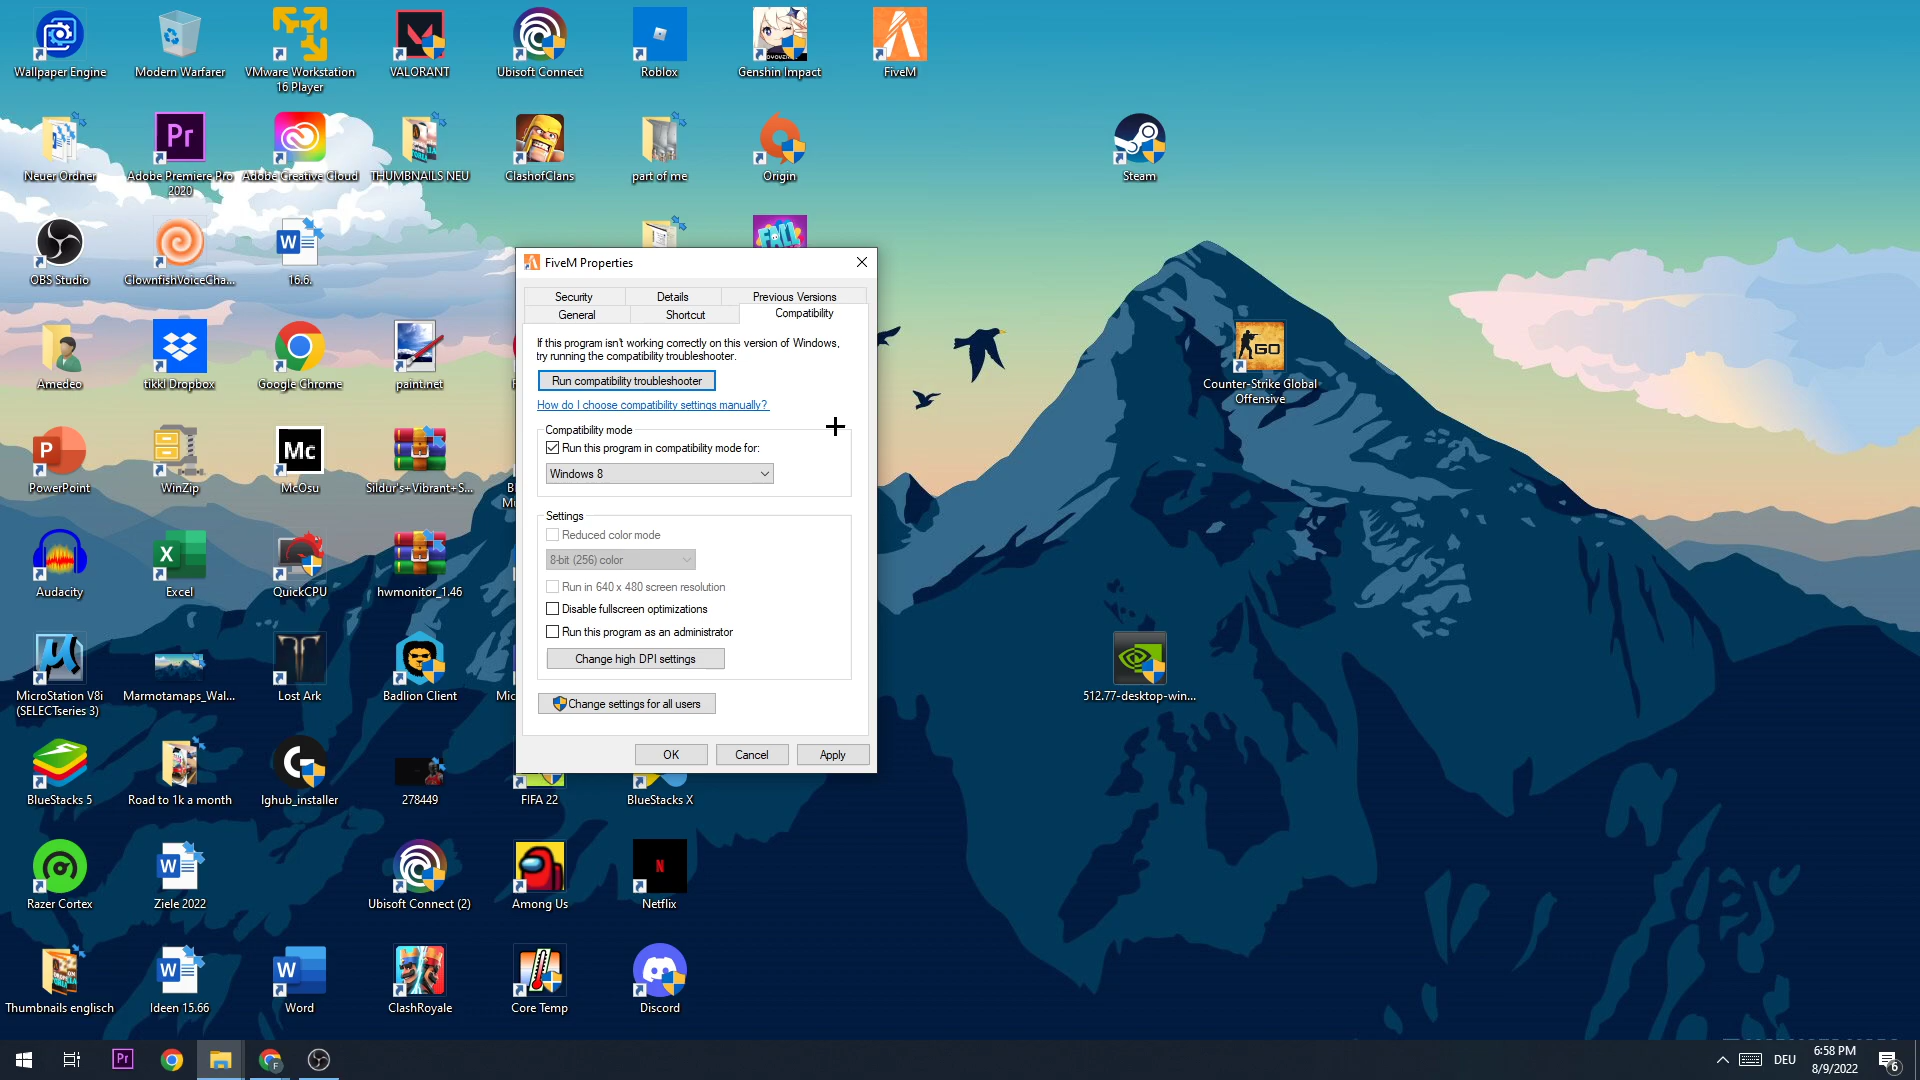 Wallpaper Engine
Modern Warfarer
VMware Workstation
16 Player
VALORANT
Ubisoft Connect
Roblox
Genshin Impact
FiveM
Neuer Ordner
Adobe Premiere Pro
2020
Adobe Creative Cloud
THUMBNAILS NEU
ClashofClans
part of me
Origin
Steam
OBS Studio
ClownfishVoiceCha...
16.6.
FALL
FiveM Properties
Security
Details
Previous Versions
General
Shortcut
Compatibility
If this program isn't working correctly on this version of Windows,
try running the compatibility troubleshooter.
Run compatibility troubleshooter
How do I choose compatibility settings manually?
Compatibility mode
Run this program in compatibility mode for:
Windows 8
Settings
Reduced color mode
8-bit (256) color
Run in 640 x 480 screen resolution
Disable fullscreen optimizations
Run this program as an administrator
Change high DPI settings
Change settings for all users
OK
Cancel
Apply
Amedeo
tikkl Dropbox
Google Chrome
paint.net
GO
Counter-Strike Global
Offensive
PowerPoint
WinZip
Mc
McOsu
Sildur's+Vibrant+S...
Audacity
Excel
QuickCPU
hwmonitor_1.46
MicroStation V8i
(SELECTseries 3)
Marmotamaps_Wal...
Lost Ark
Badlion Client
512.77-desktop-win...
BlueStacks 5
Road to 1k a month
lghub_installer
278449
FIFA 22
BlueStacks X
Razer Cortex
Ziele 2022
Ubisoft Connect (2)
Among Us
Netflix
Thumbnails englisch
Ideen 15.66
Word
ClashRoyale
Core Temp
Discord
Pr
DEU
6:58 PM
8/9/2022
6